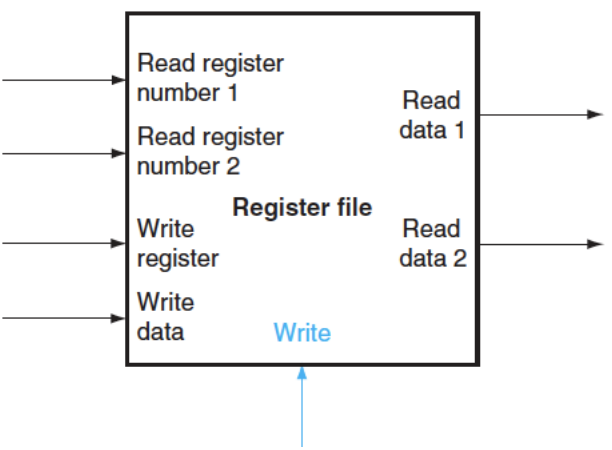 Read register
number 1
Read
data 1
Read register
number 2
Register file
Write
register
Read
data 2
Write
data
Write